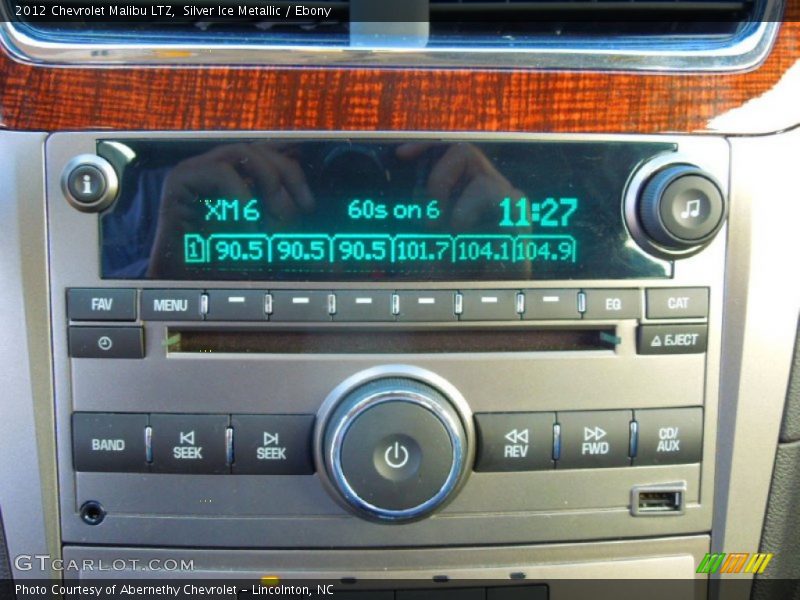 2012 Chevrolet Malibu LTZ, Silver Ice Metallic / Ebony
i
XM 6 60s on 6 11:27
1 90.5 90.5 90.5 101.7 104.1 104.9
FAV MENU EQ CAT
EJECT
BAND SEEK SEEK REV FWD CD/
AUX
GTCARLOT.COM
Photo Courtesy of Abernethy Chevrolet - Lincolnton, NC